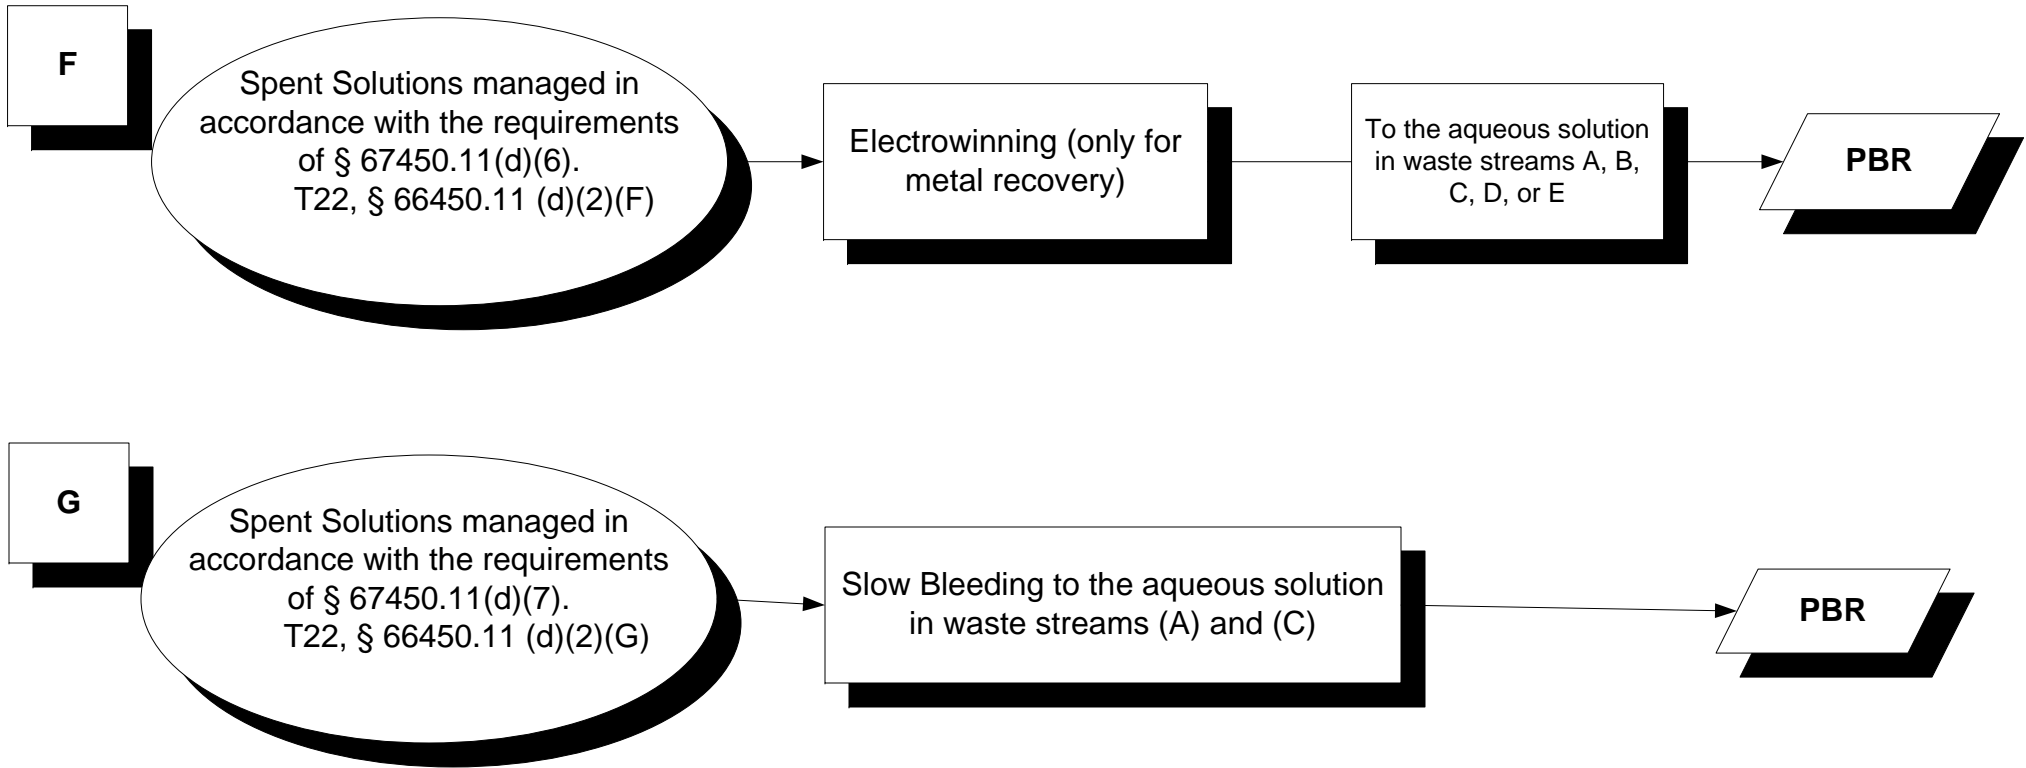 F
Spent Solutions managed in
accordance with the requirements
of § 67450.11(d)(6).
T22, § 66450.11 (d)(2)(F)
Electrowinning (only for
metal recovery)
To the aqueous solution
in waste streams A, B,
C, D, or E
PBR
G
Spent Solutions managed in
accordance with the requirements
of § 67450.11(d)(7).
T22, § 66450.11 (d)(2)(G)
Slow Bleeding to the aqueous solution
in waste streams (A) and (C)
PBR